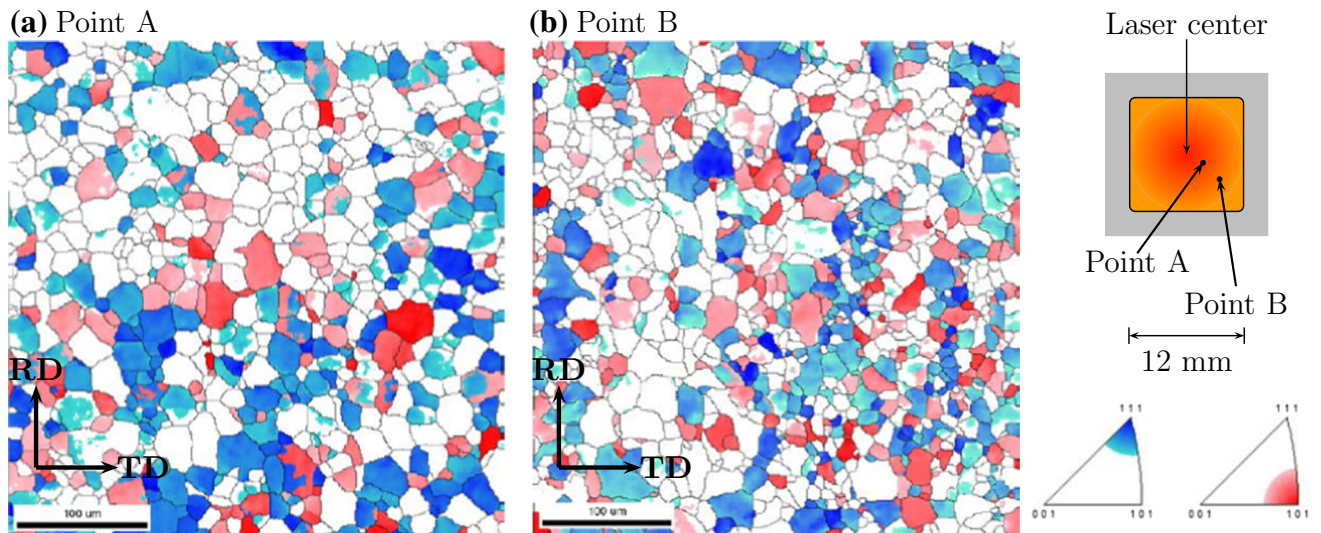 (a) Point A
RD
TD
100 um
(b) Point B
RD
TD
100 um
Laser center
Point A
Point B
12 mm
1 1 1
0 0 1
1 0 1
1 1 1
0 0 1
1 0 1